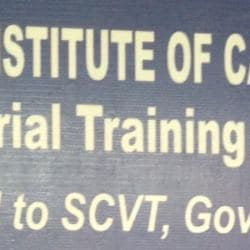 STITUTE OF CA
rial Training
to SCVT, Gov